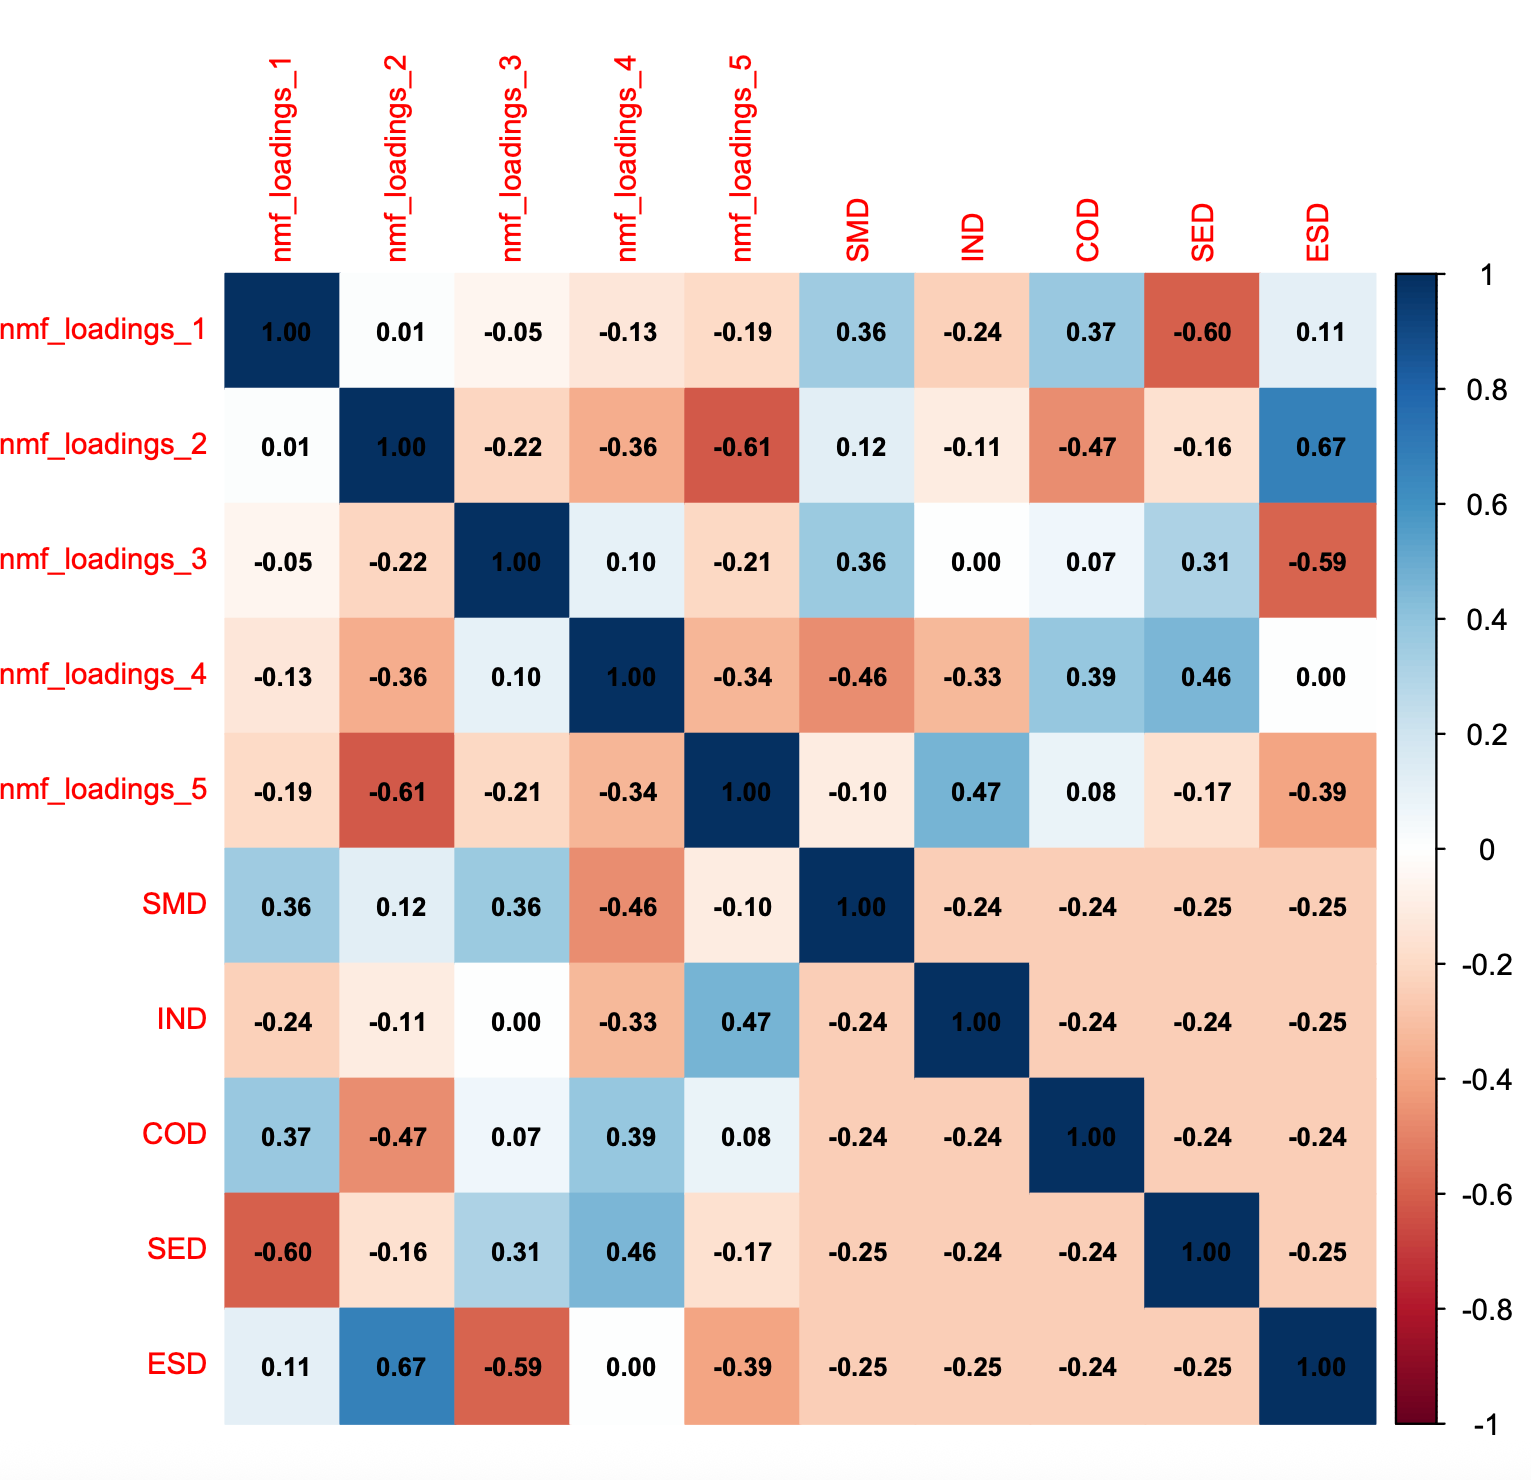 nmf_loadings_1 nmf_loadings_2 nmf_loadings_3 nmf_loadings_4 nmf_loadings_5 SMD IND COD SED ESD
nmf_loadings_1 1.00 0.01 -0.05 -0.13 -0.19 0.36 -0.24 0.37 -0.60 0.11
nmf_loadings_2 0.01 1.00 -0.22 -0.36 -0.61 0.12 -0.11 -0.47 -0.16 0.67
nmf_loadings_3 -0.05 -0.22 1.00 0.10 -0.21 0.36 0.00 0.07 0.31 -0.59
nmf_loadings_4 -0.13 -0.36 0.10 1.00 -0.34 -0.46 -0.33 0.39 0.46 0.00
nmf_loadings_5 -0.19 -0.61 -0.21 -0.34 1.00 -0.10 0.47 0.08 -0.17 -0.39
SMD 0.36 0.12 0.36 -0.46 -0.10 1.00 -0.24 -0.24 -0.25 -0.25
IND -0.24 -0.11 0.00 -0.33 0.47 -0.24 1.00 -0.24 -0.24 -0.25
COD 0.37 -0.47 0.07 0.39 0.08 -0.24 -0.24 1.00 -0.24 -0.24
SED -0.60 -0.16 0.31 0.46 -0.17 -0.25 -0.24 -0.24 1.00 -0.25
ESD 0.11 0.67 -0.59 0.00 -0.39 -0.25 -0.25 -0.24 -0.25 1.00
1
0.8
0.6
0.4
0.2
0
-0.2
-0.4
-0.6
-0.8
-1